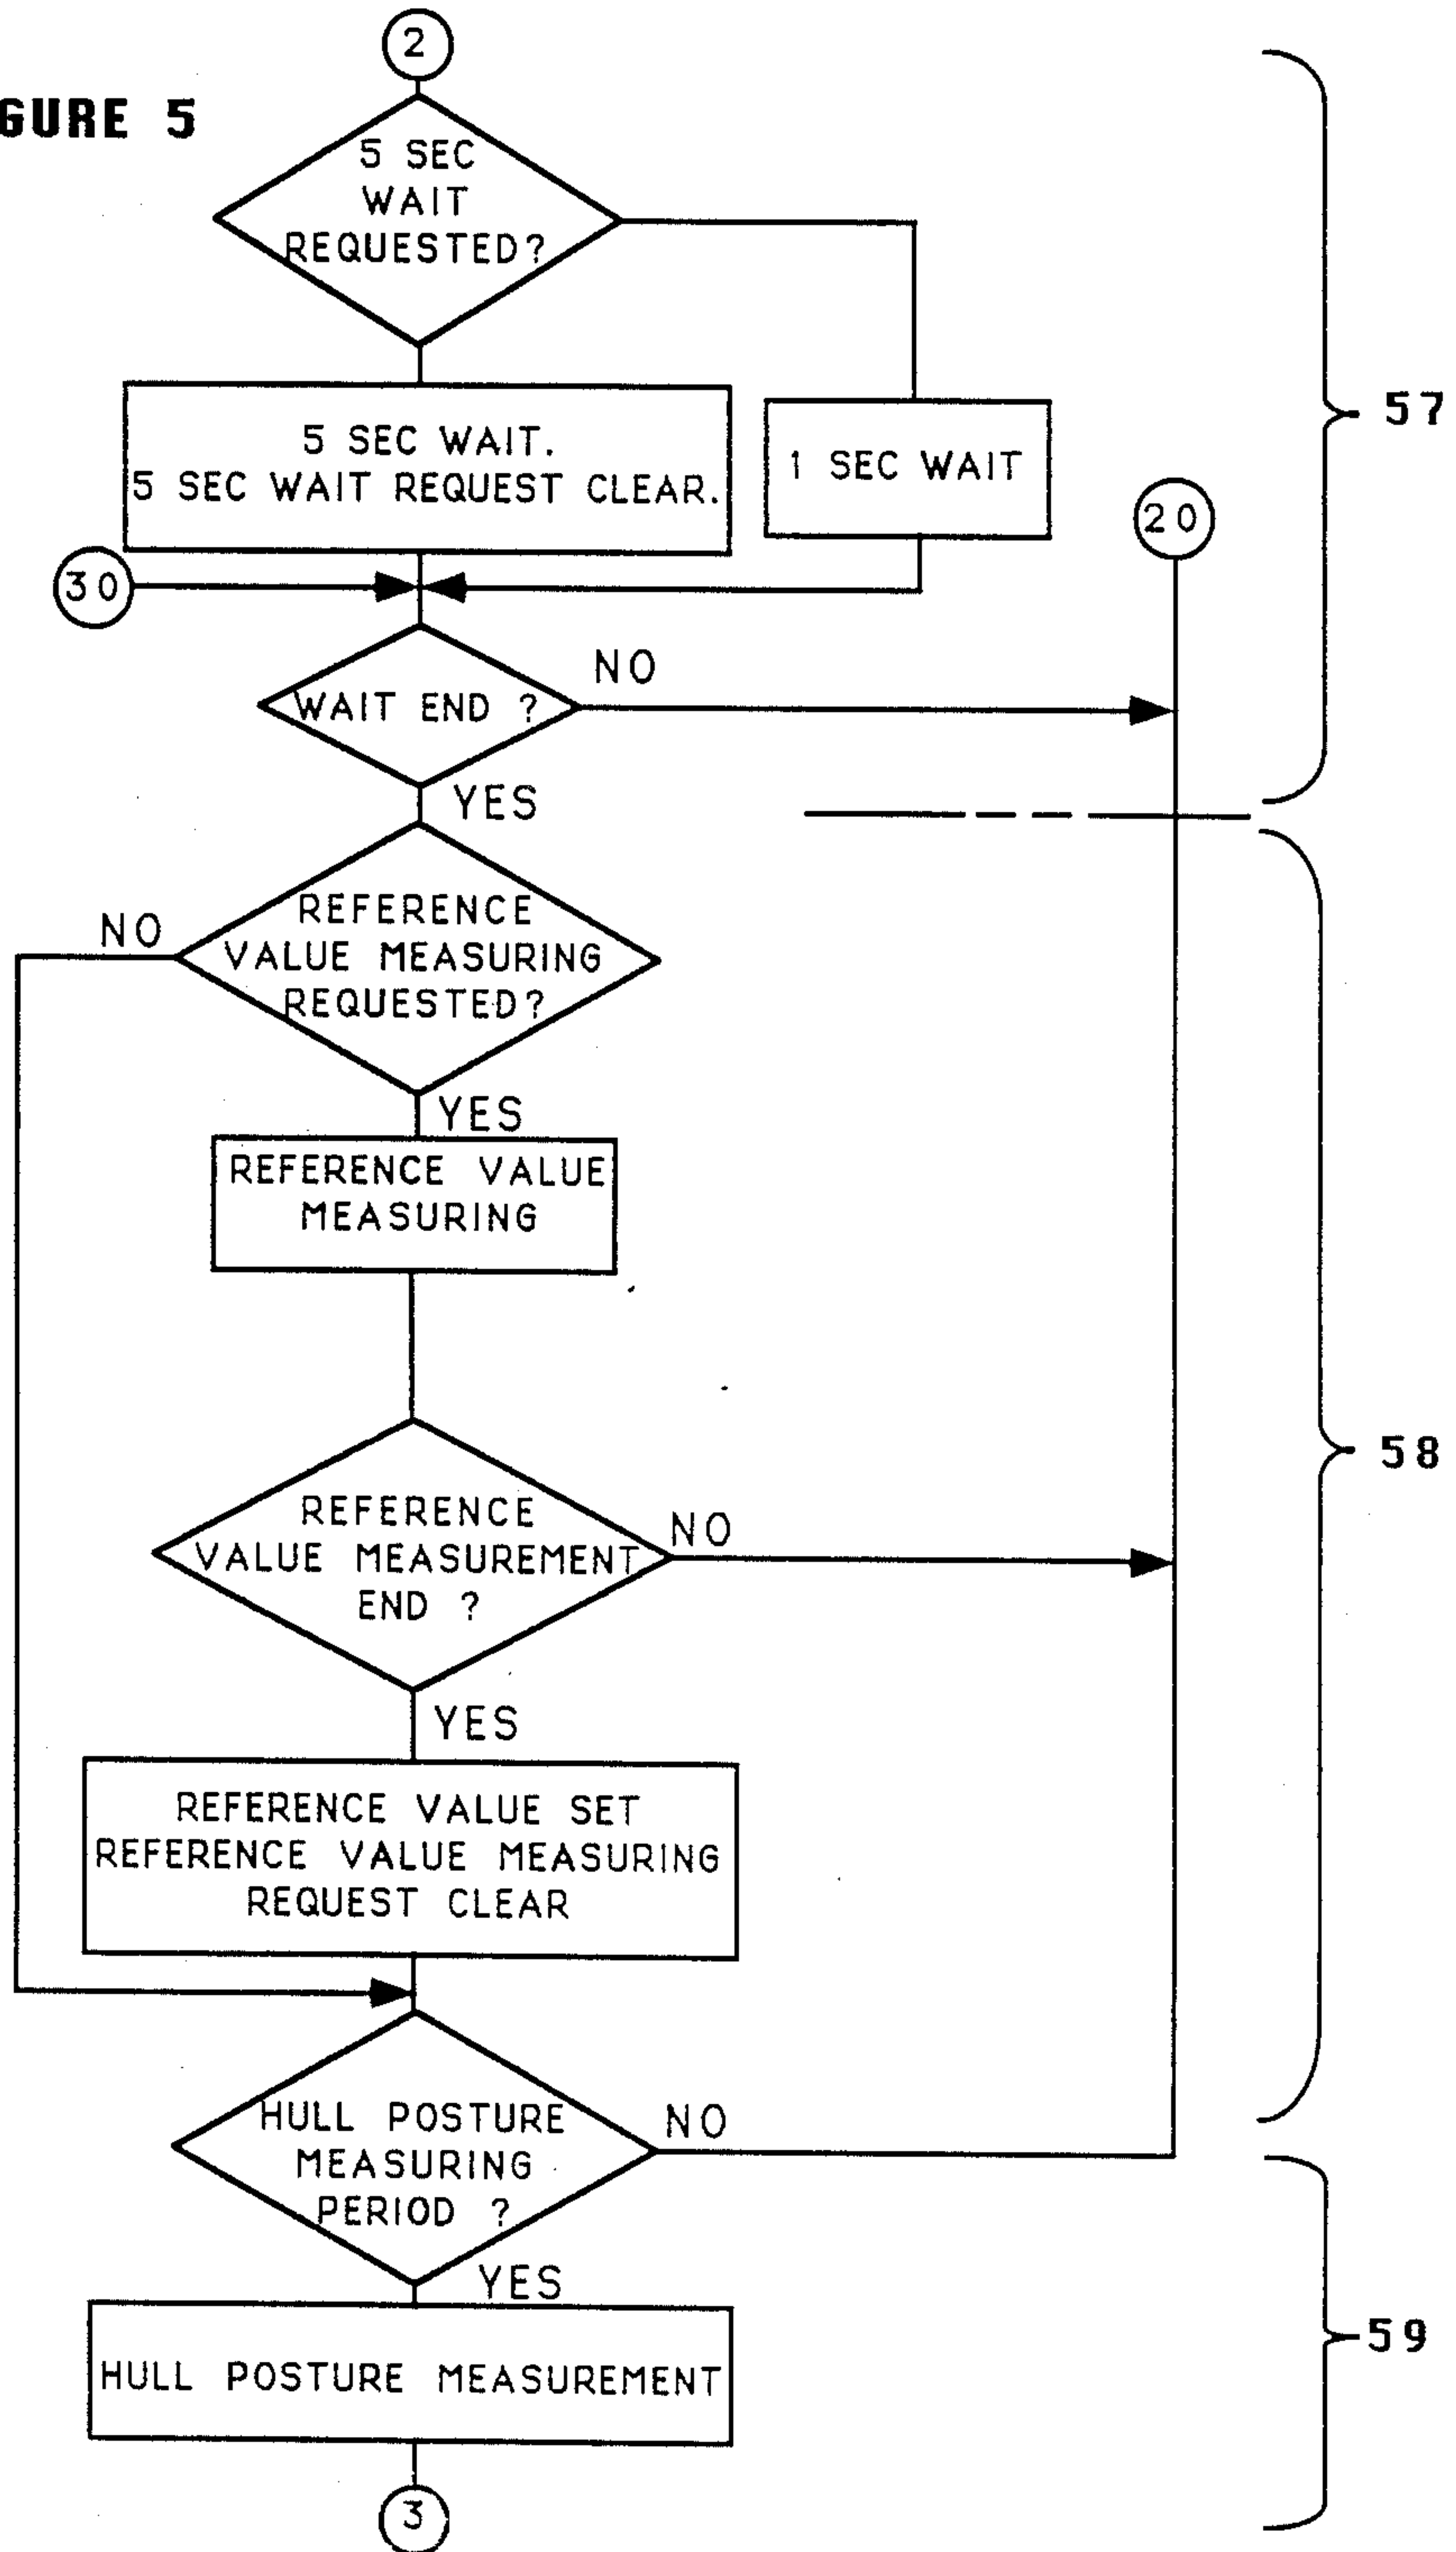 2
GURE 5
5 SEC
WAIT
REQUESTED?
5 SEC WAIT.
5 SEC WAIT REQUEST CLEAR.
1 SEC WAIT
57
20
30
NO
WAIT END ?
YES
REFERENCE
VALUE MEASURING
REQUESTED?
NO
YES
REFERENCE VALUE
MEASURING
58
REFERENCE
VALUE MEASUREMENT
END ?
NO
YES
REFERENCE VALUE SET
REFERENCE VALUE MEASURING
REQUEST CLEAR
HULL POSTURE
MEASURING
PERIOD ?
NO
YES
59
HULL POSTURE MEASUREMENT
3